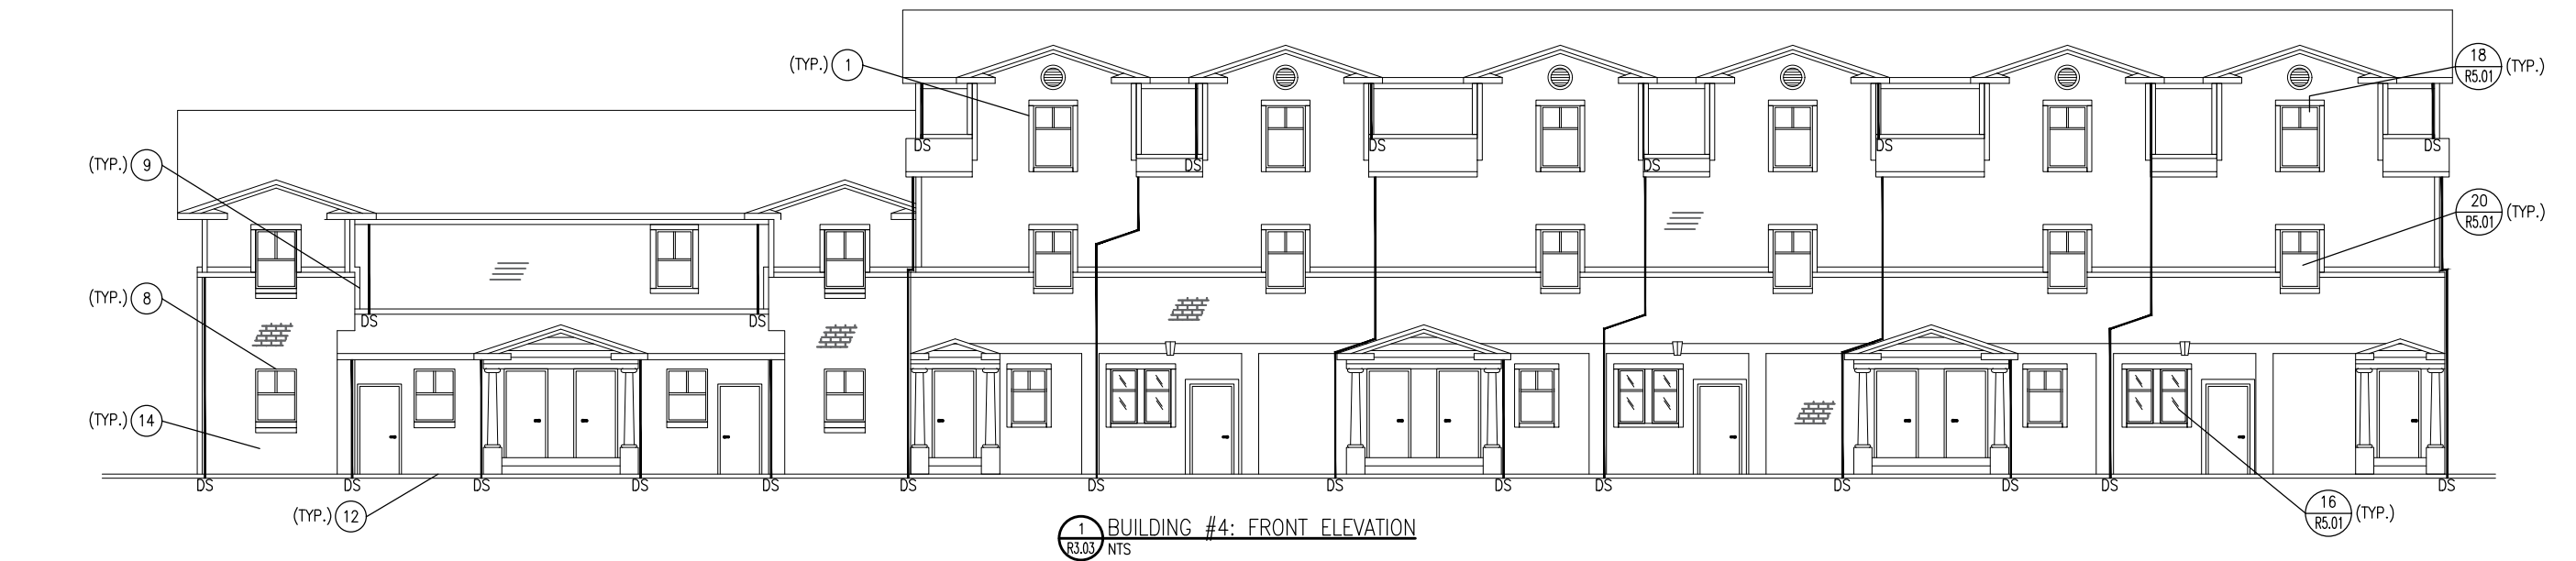 18
(TYP.) 1
R5.01 (TYP.)
DS DS DS DS DS DS
(TYP.) 9
20
R5.01 (TYP.)
(TYP.) 8
DS DS
(TYP.) 14
DS DS DS DS DS DS DS DS DS DS DS DS DS DS
(TYP.) 12
16
R5.01 (TYP.)
1
R3.03
BUILDING #4: FRONT ELEVATION
NTS